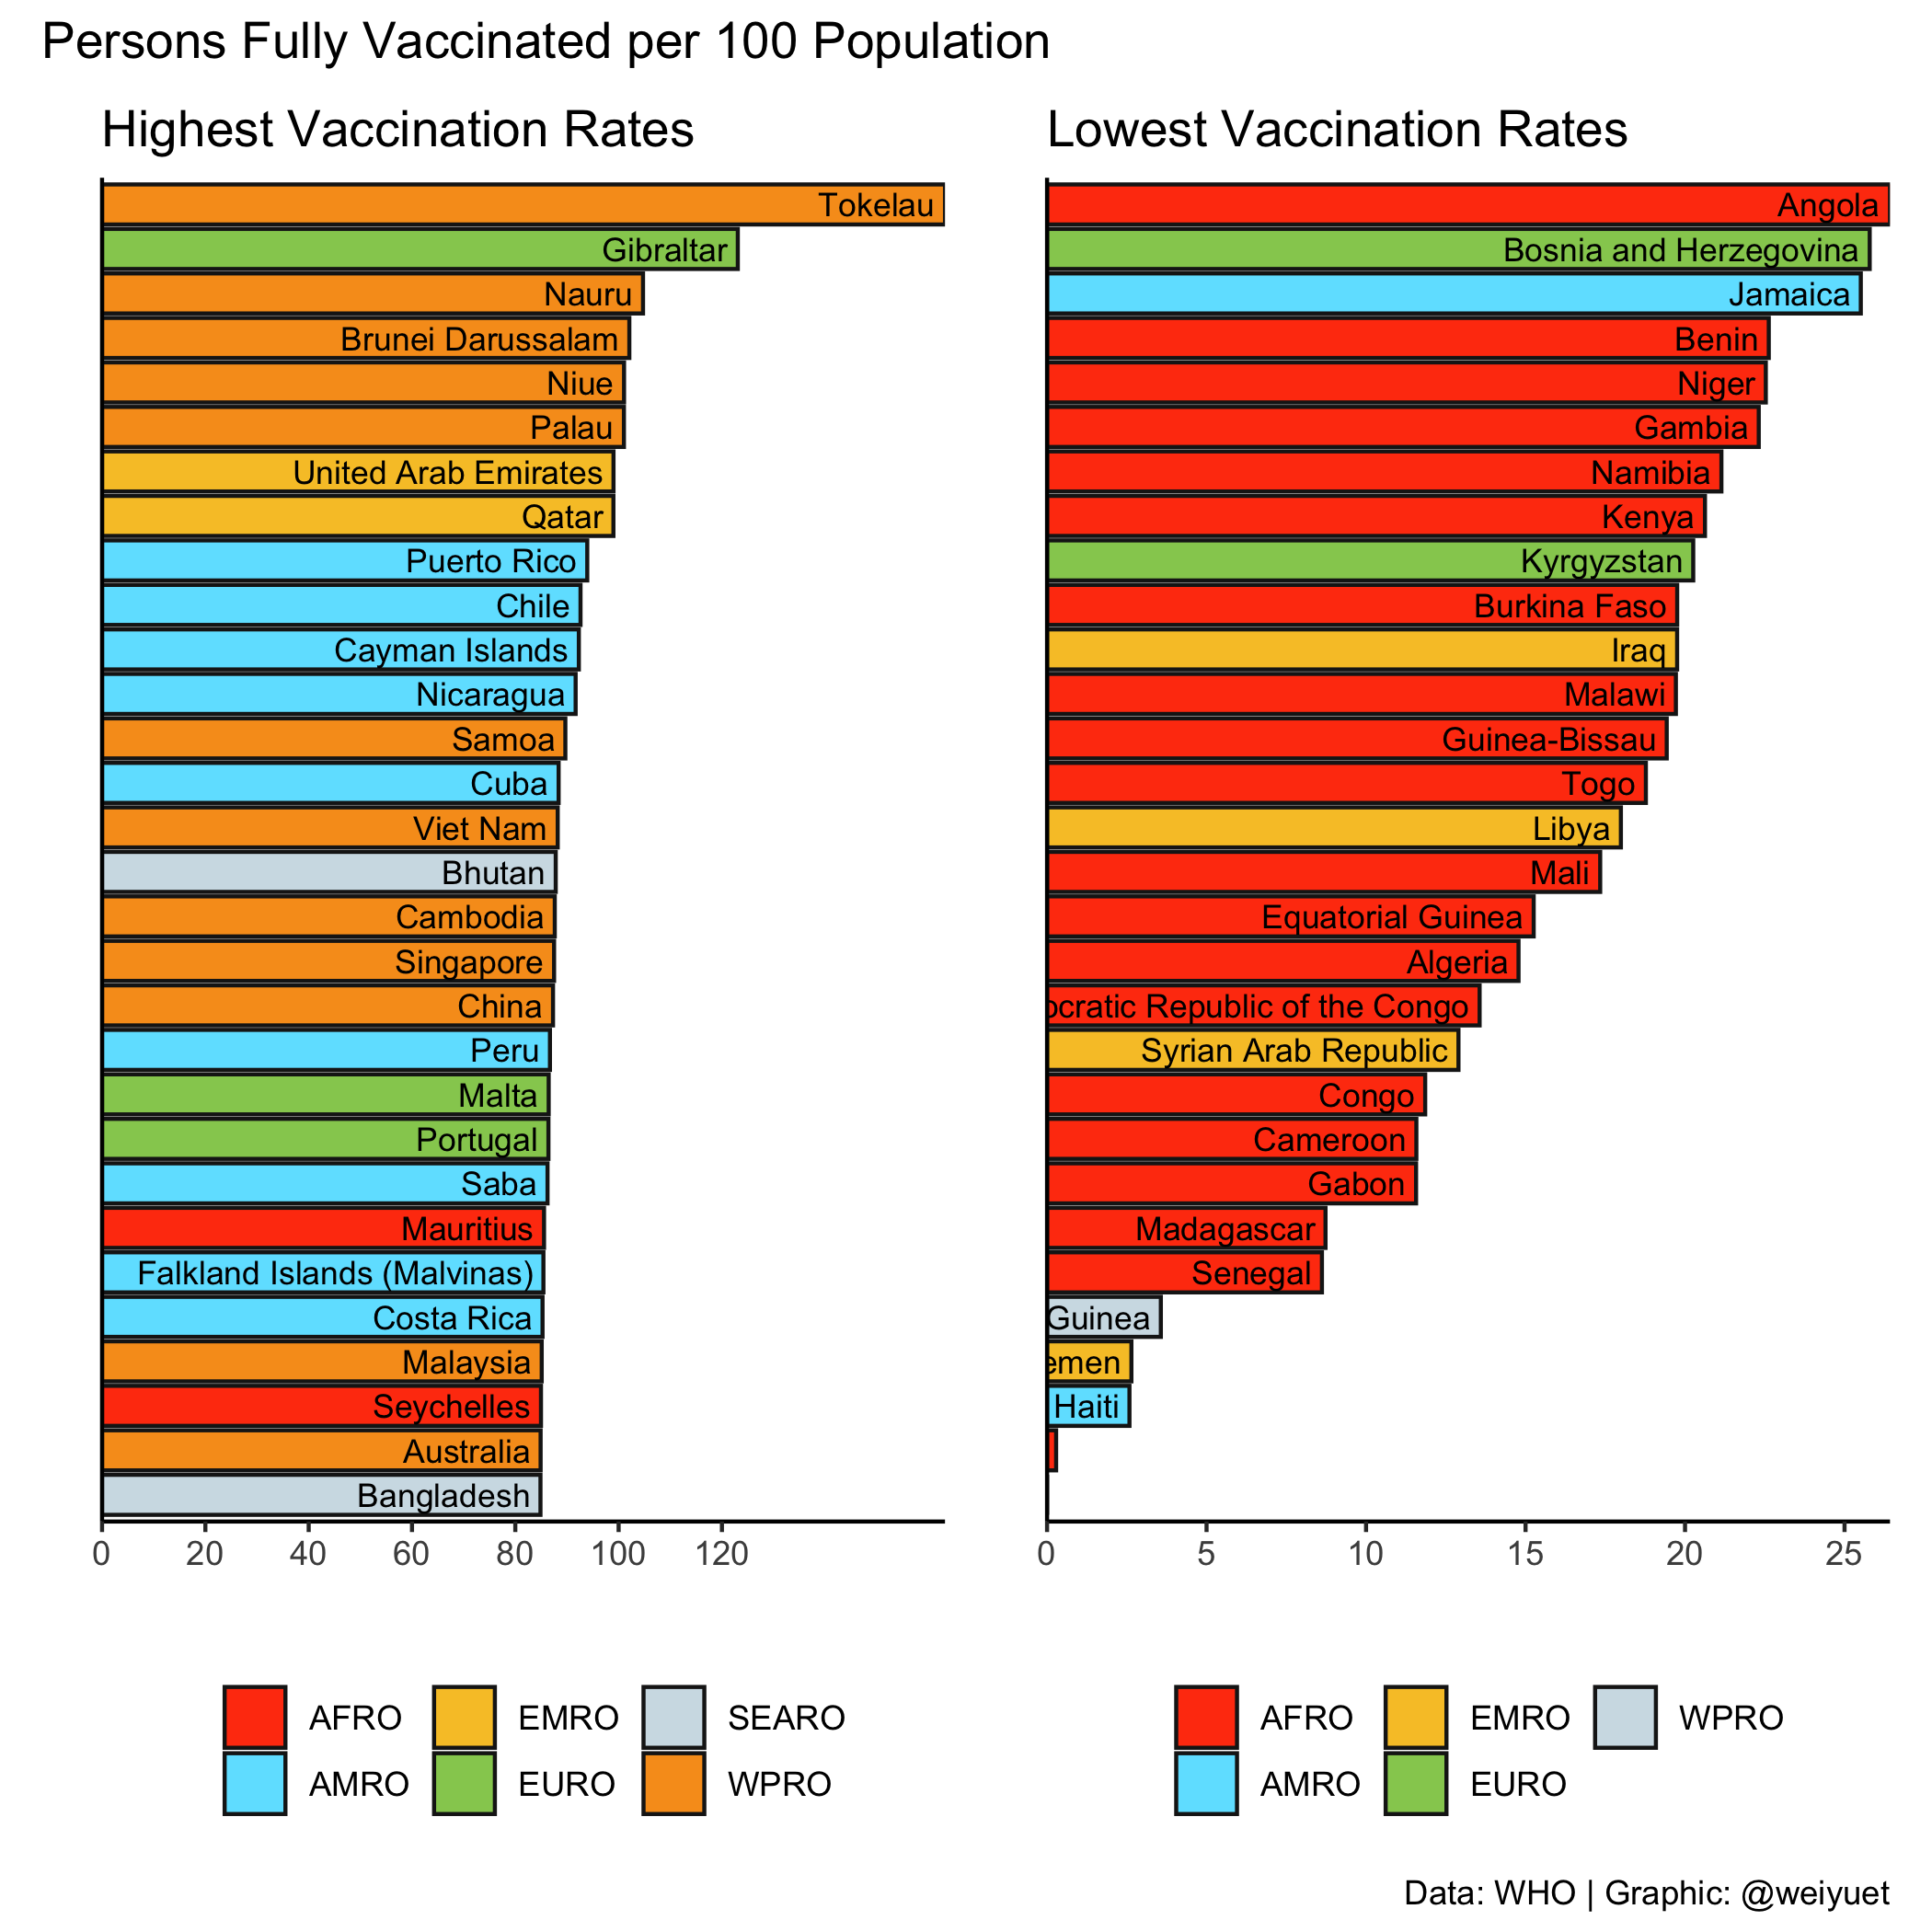 Persons Fully Vaccinated per 100 Population
Highest Vaccination Rates
Tokelau
Gibraltar
Nauru
Brunei Darussalam
Niue
Palau
United Arab Emirates
Qatar
Puerto Rico
Chile
Cayman Islands
Nicaragua
Samoa
Cuba
Viet Nam
Bhutan
Cambodia
Singapore
China
Peru
Malta
Portugal
Saba
Mauritius
Falkland Islands (Malvinas)
Costa Rica
Malaysia
Seychelles
Australia
Bangladesh
0 20 40 60 80 100 120
AFRO EMRO SEARO
AMRO EURO WPRO
Lowest Vaccination Rates
Angola
Bosnia and Herzegovina
Jamaica
Benin
Niger
Gambia
Namibia
Kenya
Kyrgyzstan
Burkina Faso
Iraq
Malawi
Guinea-Bissau
Togo
Libya
Mali
Equatorial Guinea
Algeria
ocratic Republic of the Congo
Syrian Arab Republic
Congo
Cameroon
Gabon
Madagascar
Senegal
Guinea
emen
Haiti
0 5 10 15 20 25
AFRO EMRO WPRO
AMRO EURO
Data: WHO | Graphic: @weiyuet